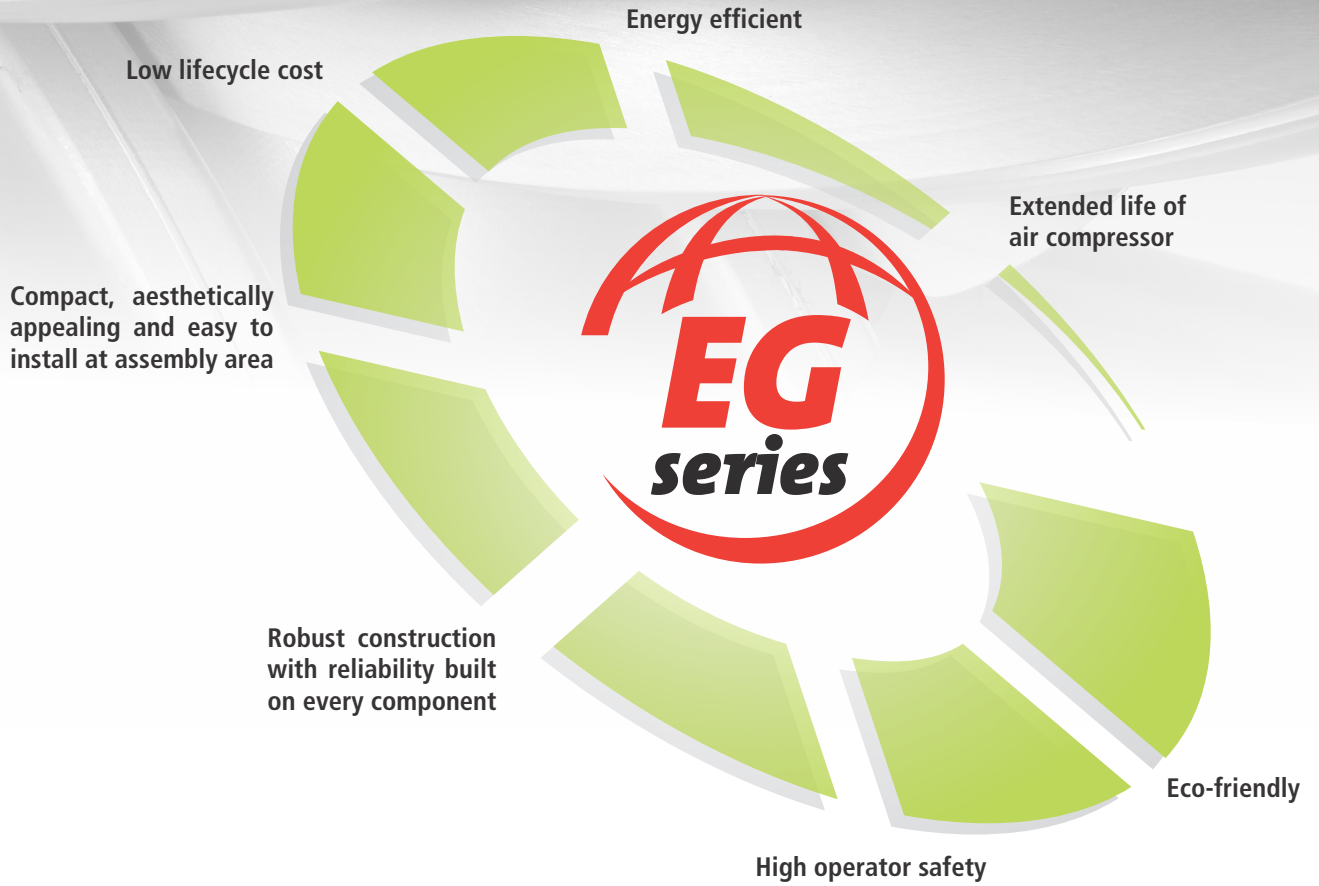 Energy efficient
Low lifecycle cost
Extended life of
air compressor
Compact, aesthetically
appealing and easy to
install at assembly area
EG
series
Robust construction
with reliability built
on every component
Eco-friendly
High operator safety